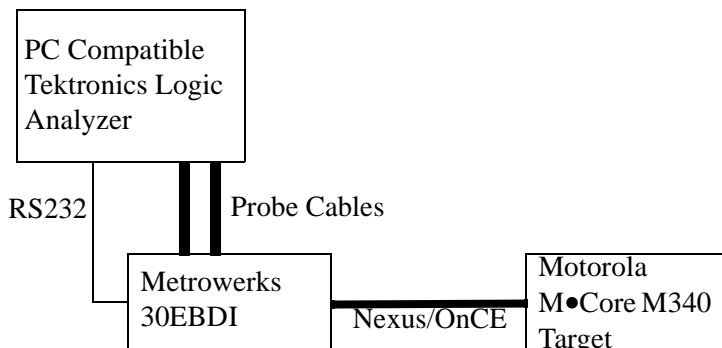 PC Compatible
Tektronics Logic
Analyzer
RS232
Probe Cables
Metrowerks
30EBDI
Nexus/OnCE
Motorola
M•Core M340
Target